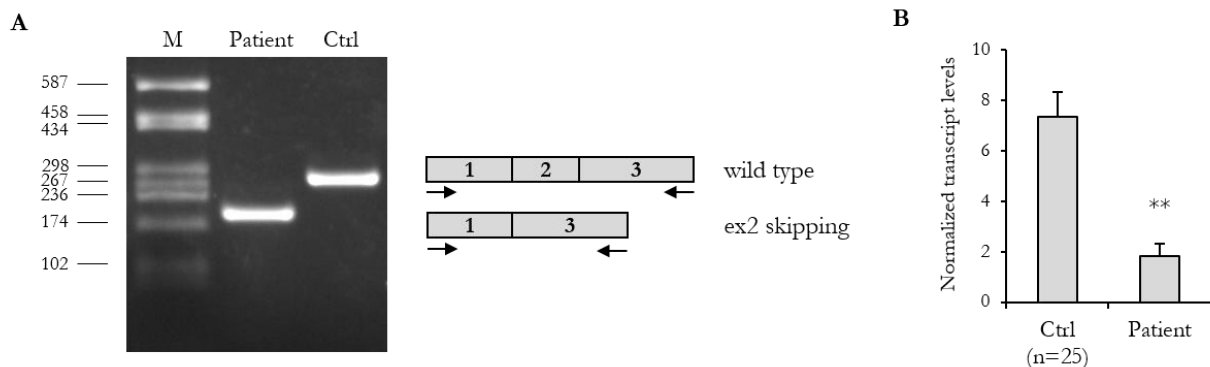 A
M Patient Ctrl
587
458
434
298
267
236
174
102
1 2 3 wild type
1 3 ex2 skipping
B
Normalized transcript levels
10
8
6
4
2
0
**
Ctrl Patient
(n=25)